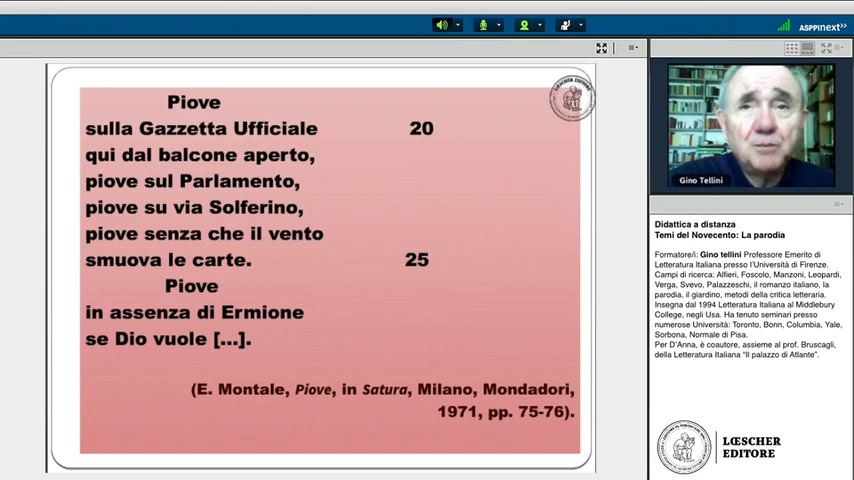 ASPPInext>>
Piove
sulla Gazzetta Ufficiale 20
qui dal balcone aperto,
piove sul Parlamento,
piove su via Solferino,
piove senza che il vento
smuova le carte. 25
Piove
in assenza di Ermione
se Dio vuole [...].
(E. Montale, Piove, in Satura, Milano, Mondadori,
1971, pp. 75-76).
Gino Tellini
Didattica a distanza
Temi del Novecento: La parodia
Formatore/i: Gino tellini Professore Emerito di
Letteratura Italiana presso l'Università di Firenze.
Campi di ricerca: Alfieri, Foscolo, Manzoni, Leopardi,
Verga, Svevo, Palazzeschi, il romanzo italiano, la
parodia, il giardino, metodi della critica letteraria.
Insegna dal 1994 Letteratura Italiana al Middlebury
College, negli Usa. Ha tenuto seminari presso
numerose Università: Toronto, Bonn, Columbia, Yale,
Sorbona, Normale di Pisa.
Per D'Anna, è coautore, assieme al prof. Bruscagli,
della Letteratura Italiana "Il palazzo di Atlante".
LŒSCHER
EDITORE